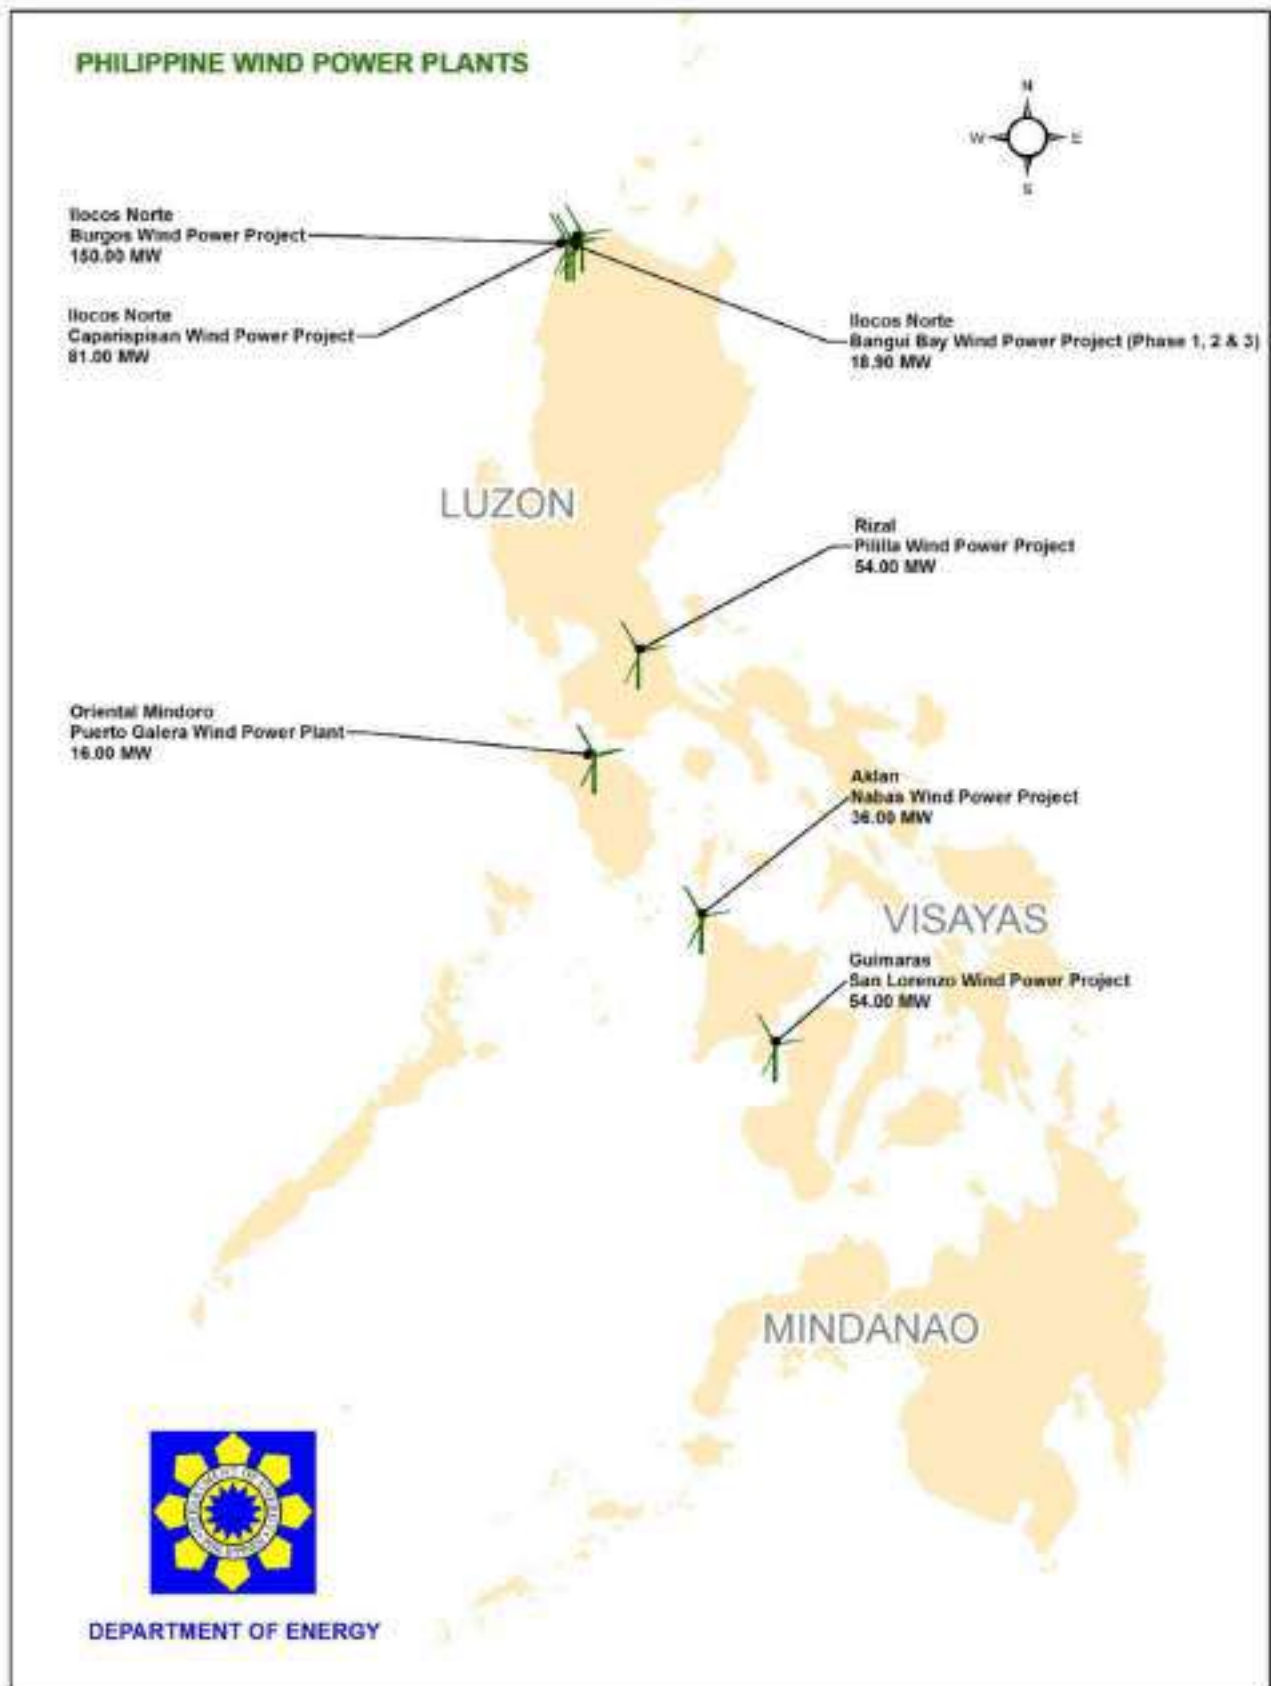 PHILIPPINE WIND POWER PLANTS
N
W
E
S
Ilocos Norte
Burgos Wind Power Project
150.00 MW
Ilocos Norte
Caparispisan Wind Power Project
81.00 MW
Ilocos Norte
Bangui Bay Wind Power Project (Phase 1, 2 & 3)
18.90 MW
LUZON
Rizal
Pililla Wind Power Project
54.00 MW
Oriental Mindoro
Puerto Galera Wind Power Plant
16.00 MW
Aklan
Nabas Wind Power Project
36.00 MW
VISAYAS
Guimaras
San Lorenzo Wind Power Project
54.00 MW
MINDANAO
DEPARTMENT OF ENERGY
DEPARTMENT OF ENERGY